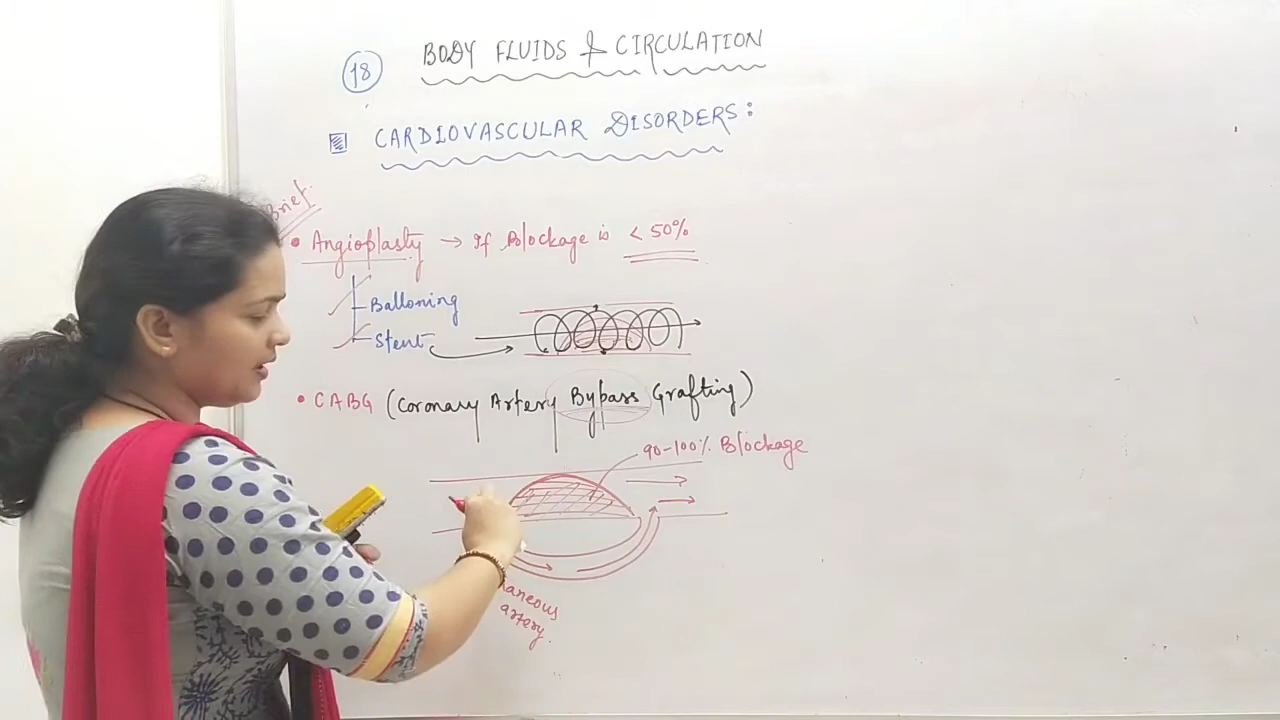 18 BODY FLUIDS & CIRCULATION
CARDIOVASCULAR DISORDERS:
Brief.
• Angioplasty → If Blockage is < 50%
Balloning
Stent
• CABG (Coronary Artery Bypass Grafting)
90-100% Blockage
artery.